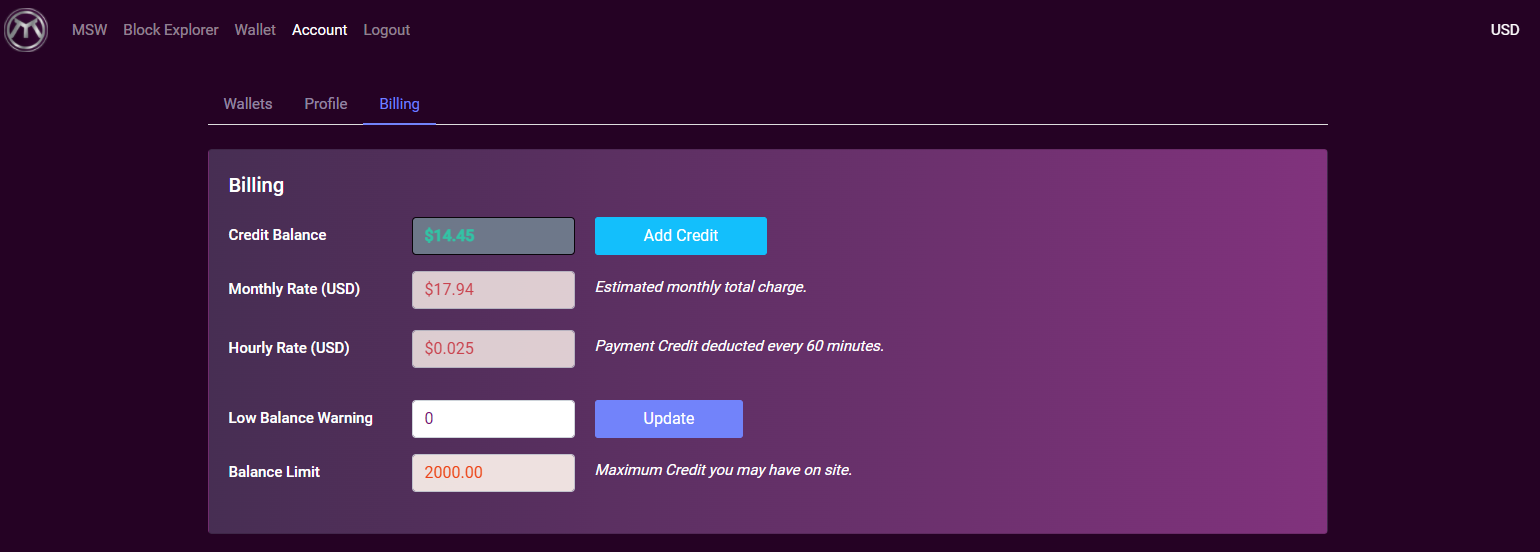 MSW Block Explorer Wallet Account Logout USD
Wallets Profile Billing
Billing
Credit Balance $14.45 Add Credit
Monthly Rate (USD) $17.94 Estimated monthly total charge.
Hourly Rate (USD) $0.025 Payment Credit deducted every 60 minutes.
Low Balance Warning 0 Update
Balance Limit 2000.00 Maximum Credit you may have on site.